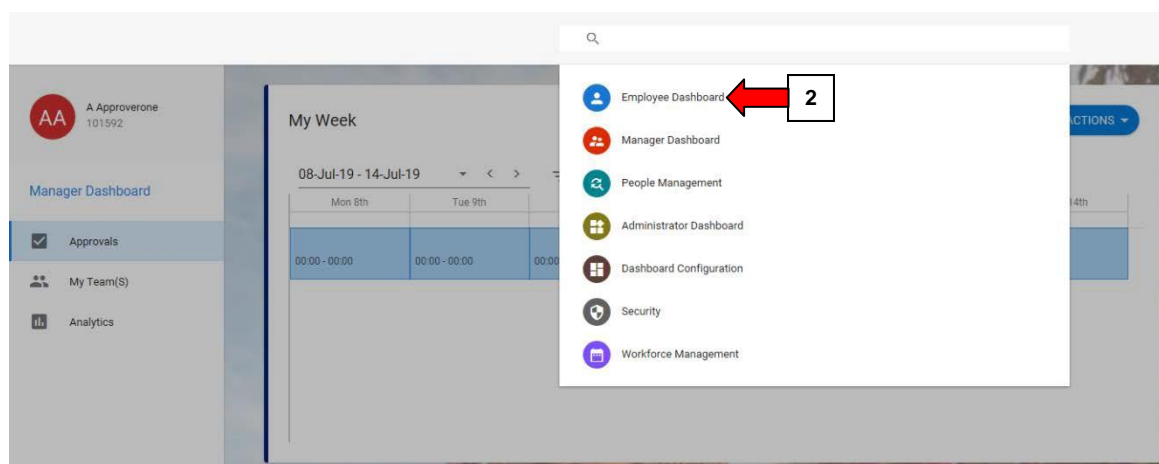 AA
A Approverone
101592
Manager Dashboard
Approvals
My Team(S)
Analytics
My Week
08-Jul-19 - 14-Jul-19
Mon 8th
Tue 9th
00:00 - 00:00
00:00 - 00:00
00:00
14th
ACTIONS
Employee Dashboard
2
Manager Dashboard
People Management
Administrator Dashboard
Dashboard Configuration
Security
Workforce Management